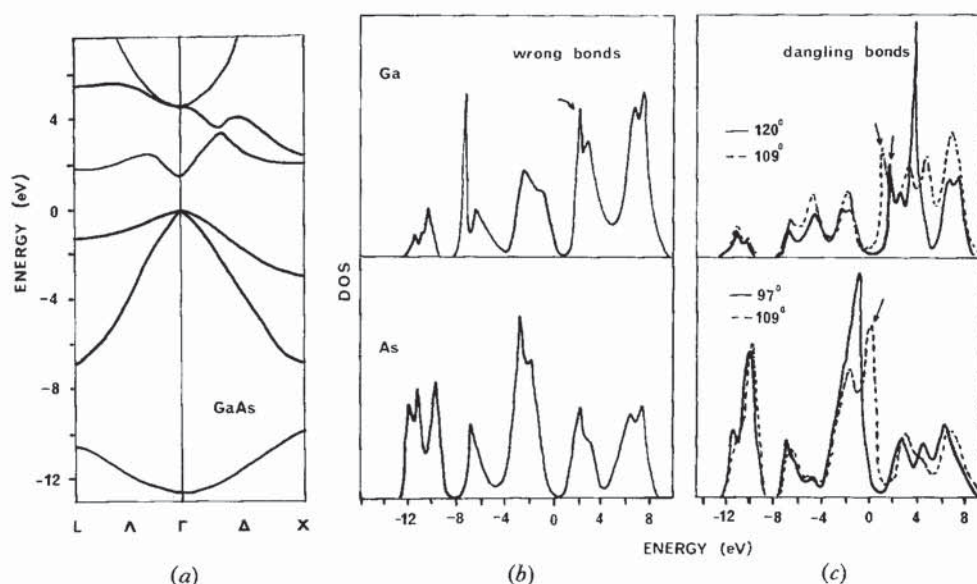 ENERGY (eV)
4
0
-4
-8
-12
GaAs
L Λ Γ Δ X
(a)
DOS
wrong bonds
Ga
As
-12 -8 -4 0 4 8
(b)
dangling bonds
120°
109°
97°
109°
-12 -8 -4 0 4 8
ENERGY (eV)
(c)